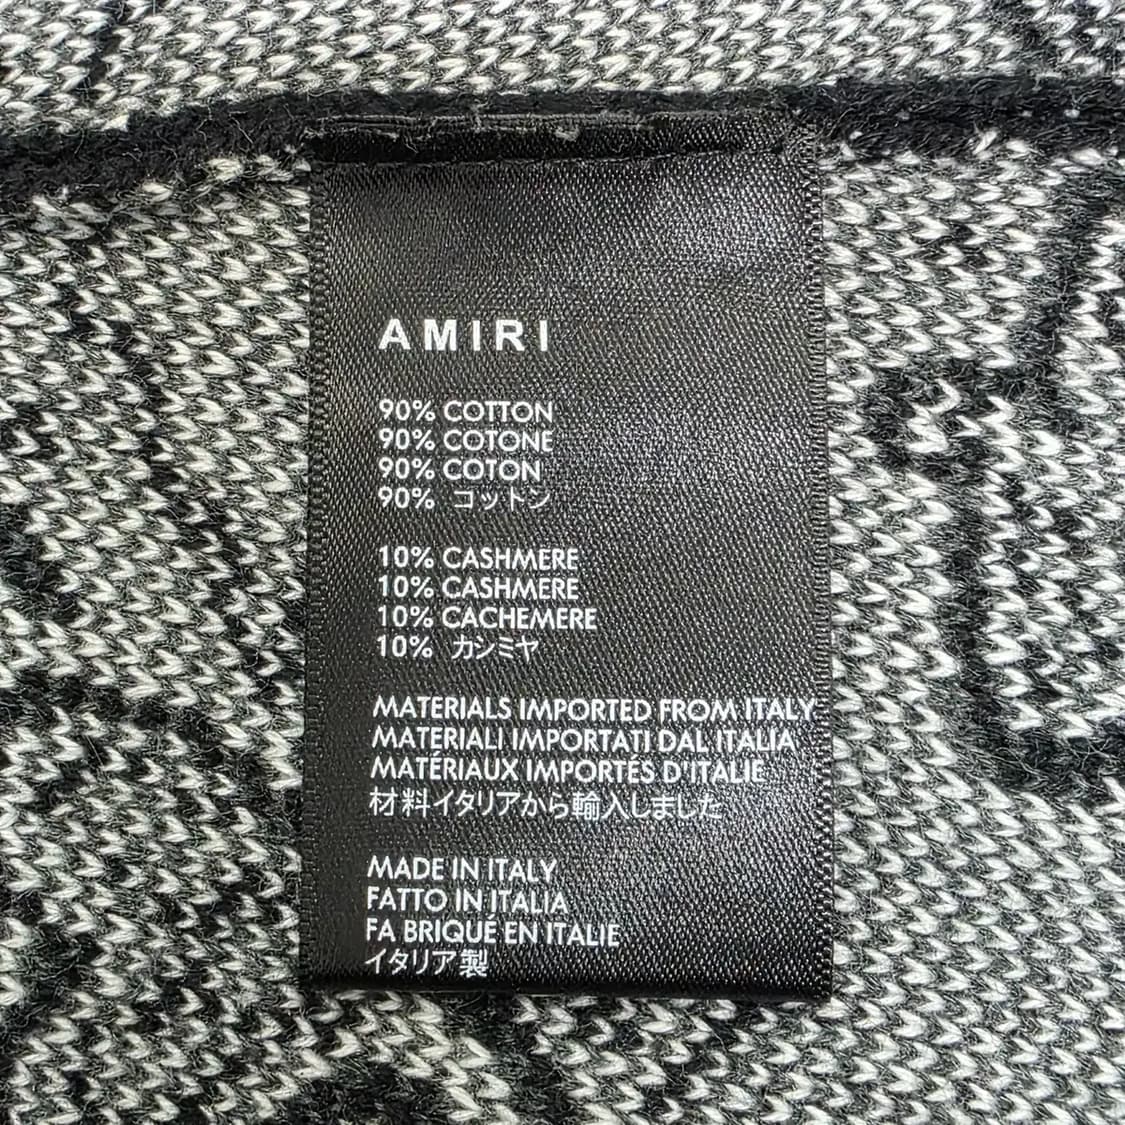 AMIRI
90% COTTON
90% COTONE
90% COTON
90% コットン
10% CASHMERE
10% CASHMERE
10% CACHEMERE
10% カシミヤ
MATERIALS IMPORTED FROM ITALY
MATERIALI IMPORTATI DAL ITALIA
MATÉRIAUX IMPORTÉS D'ITALIE
材料イタリアから輸入しました
MADE IN ITALY
FATTO IN ITALIA
FA BRIQUÉ EN ITALIE
イタリア製